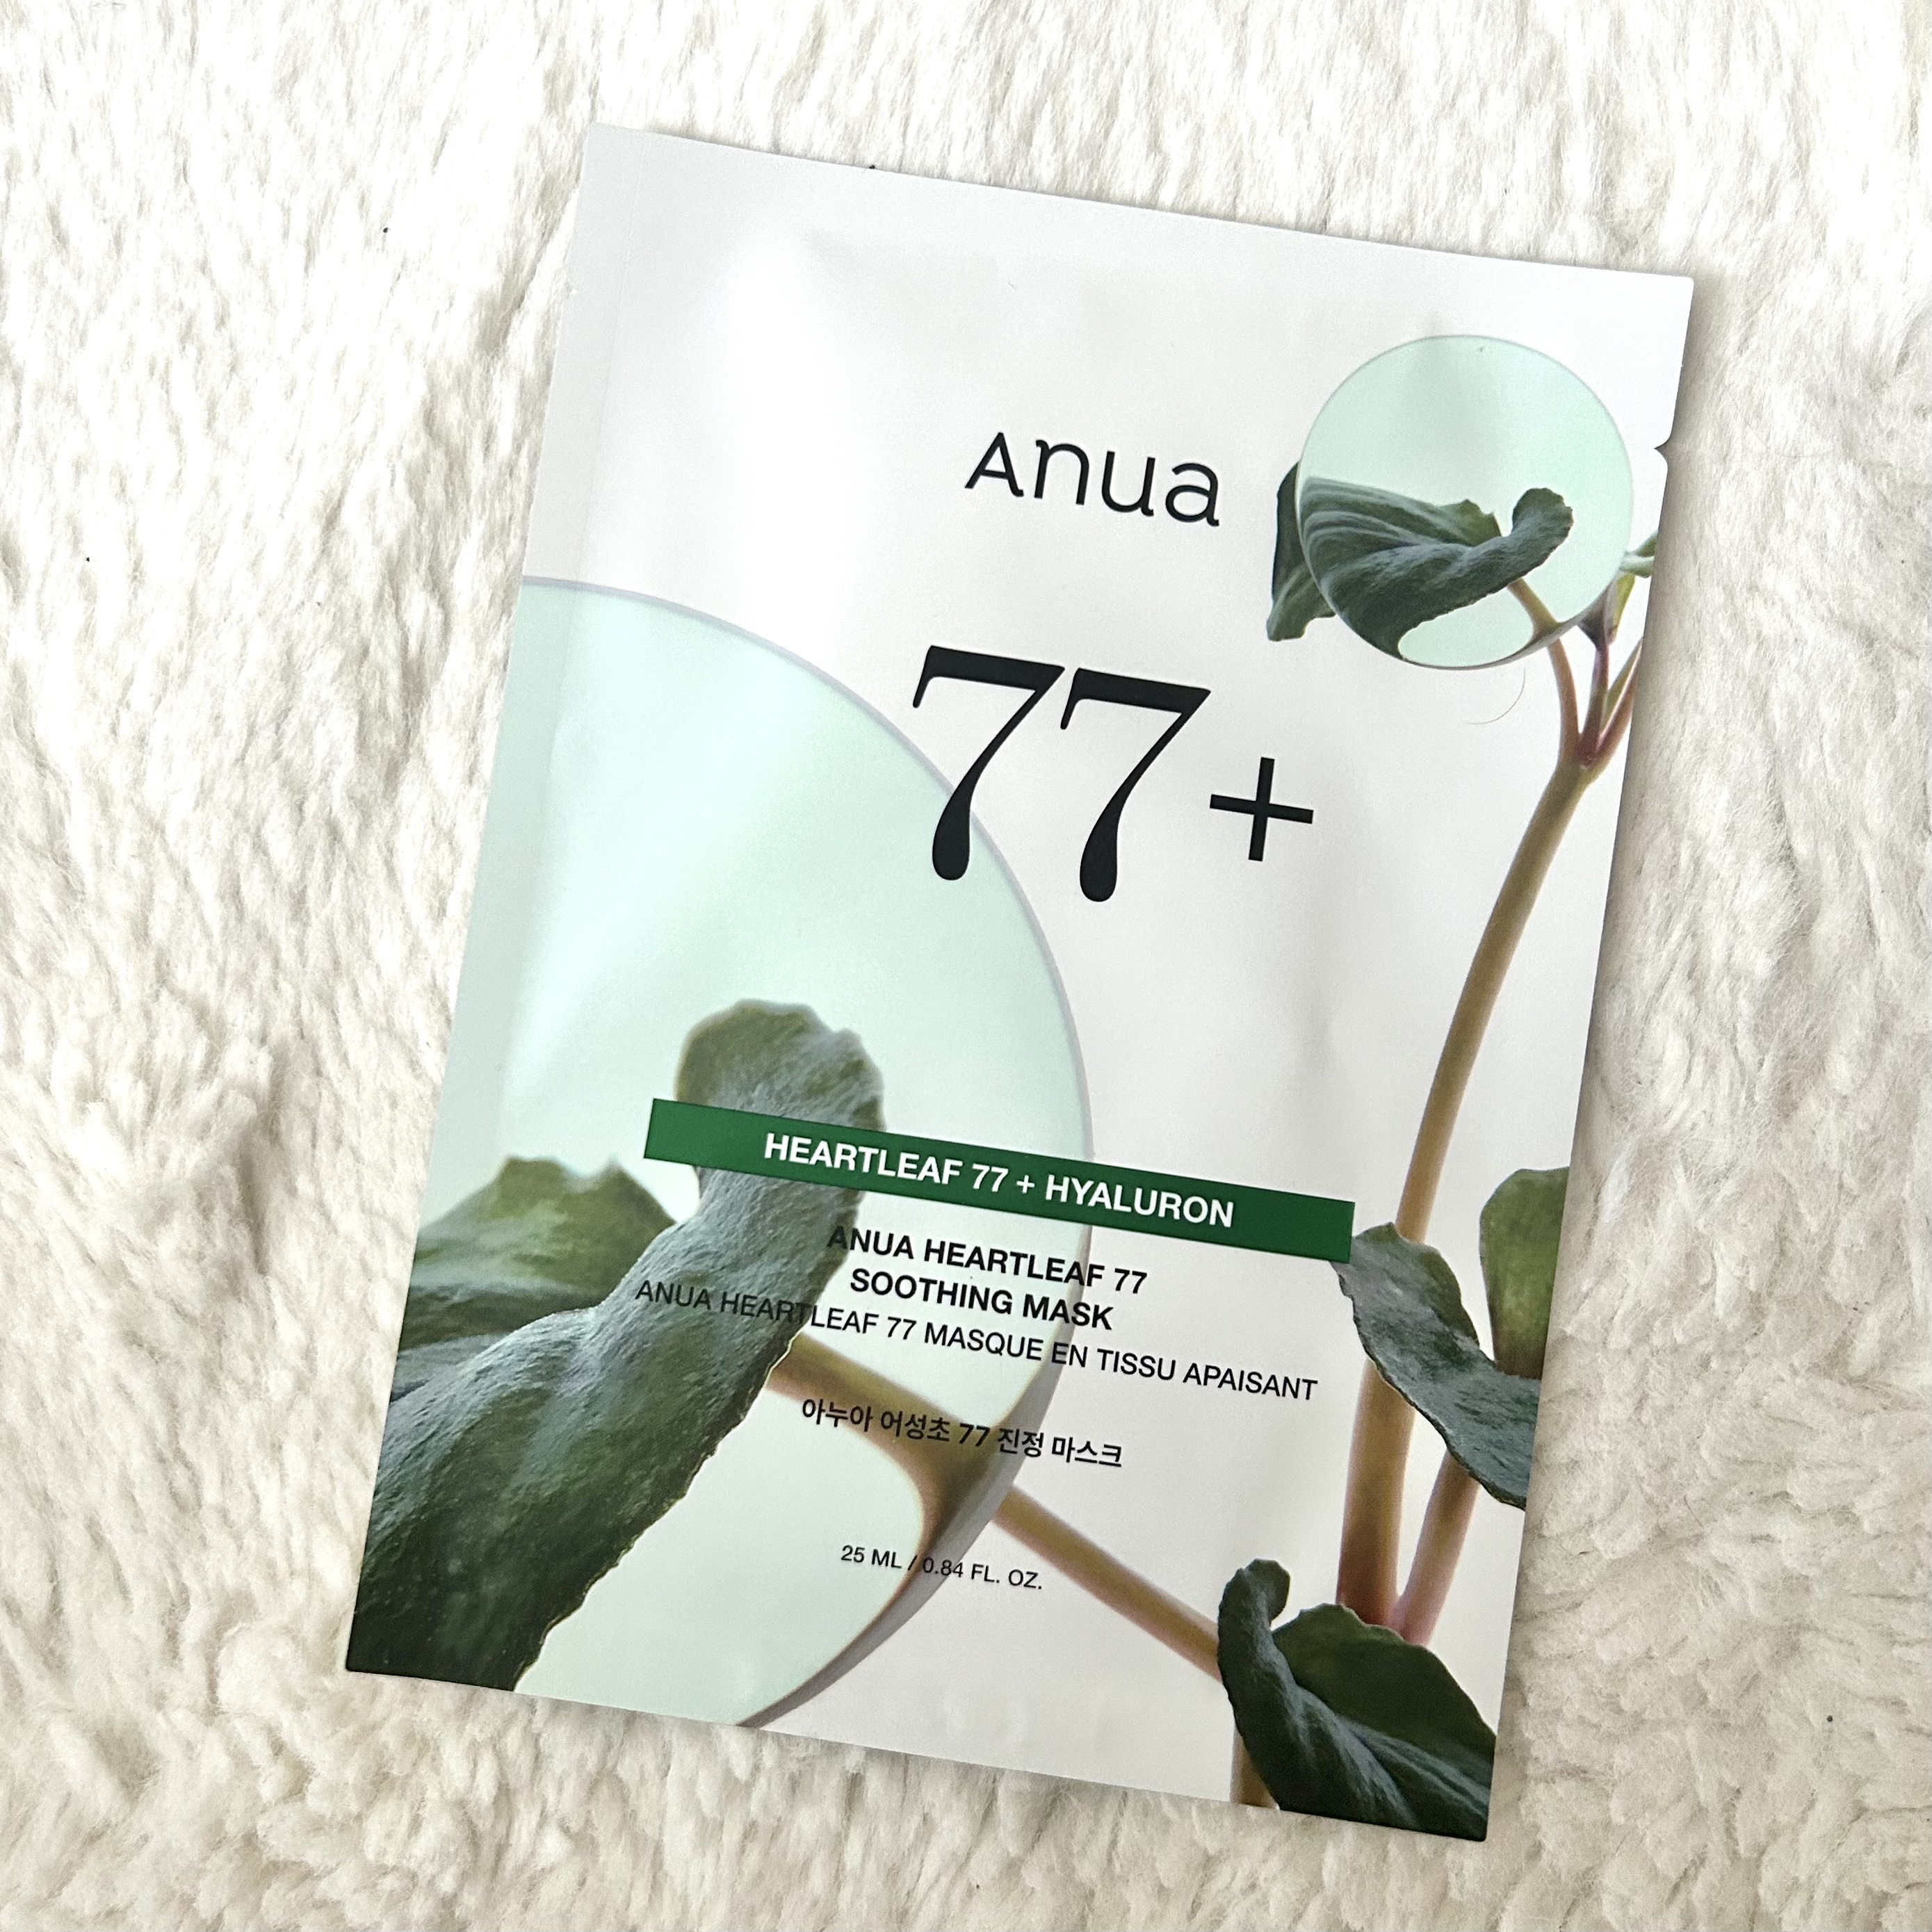 Anua
77+
HEARTLEAF 77 + HYALURON
ANUA HEARTLEAF 77
SOOTHING MASK
ANUA HEARTLEAF 77 MASQUE EN TISSU APAISANT
아누아 어성초 77 진정 마스크
25 ML / 0.84 FL. OZ.